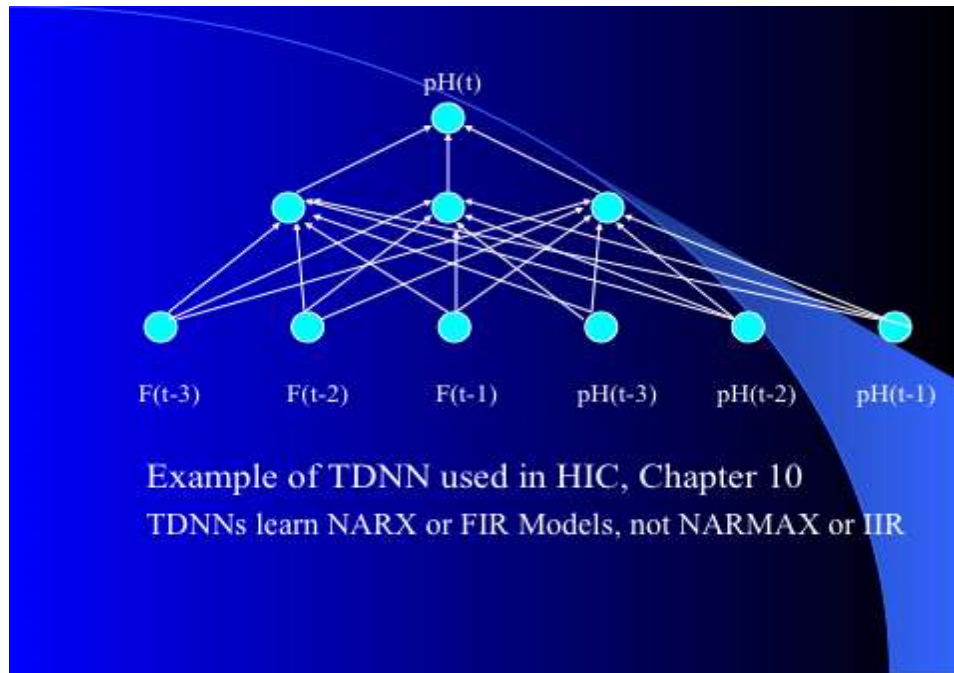 pH(t)
F(t-3) F(t-2) F(t-1) pH(t-3) pH(t-2) pH(t-1)
Example of TDNN used in HIC, Chapter 10
TDNNs learn NARX or FIR Models, not NARMAX or IIR